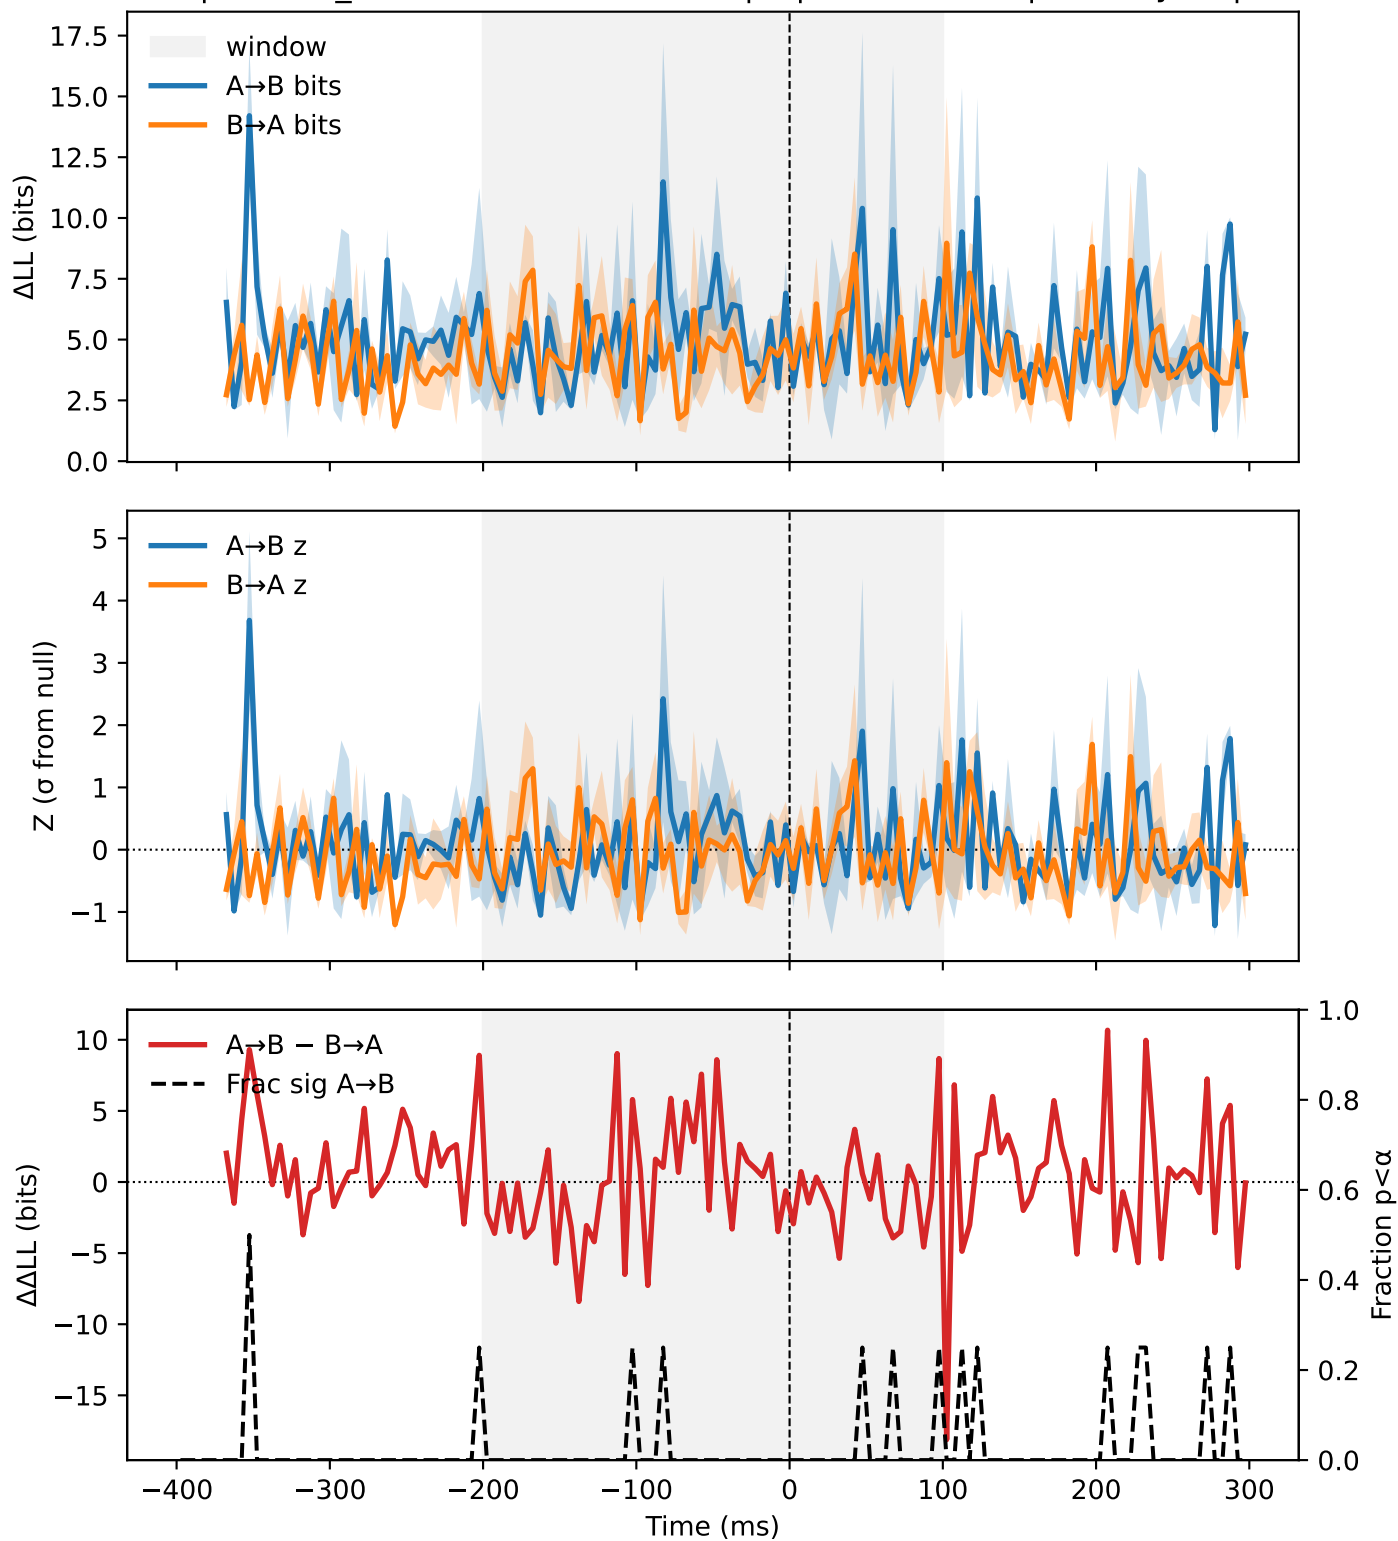 17.5
15.0
12.5
10.0
7.5
5.0
2.5
0.0
ΔLL (bits)
window
A→B bits
B→A bits
5
4
3
2
1
0
−1
Z (σ from null)
A→B z
B→A z
10
5
0
−5
−10
−15
ΔΔLL (bits)
A→B − B→A
Frac sig A→B
1.0
0.8
0.6
0.4
0.2
0.0
Fraction p<α
−400 −300 −200 −100 0 100 200 300
Time (ms)